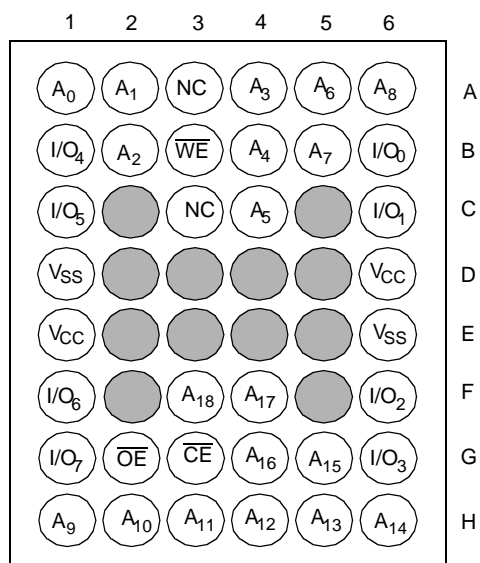 1 2 3 4 5 6
A0 A1 NC A3 A6 A8 A
I/O4 A2 WE A4 A7 I/O0 B
I/O5 NC A5 I/O1 C
VSS VCC D
VCC VSS E
I/O6 A18 A17 I/O2 F
I/O7 OE CE A16 A15 I/O3 G
A9 A10 A11 A12 A13 A14 H